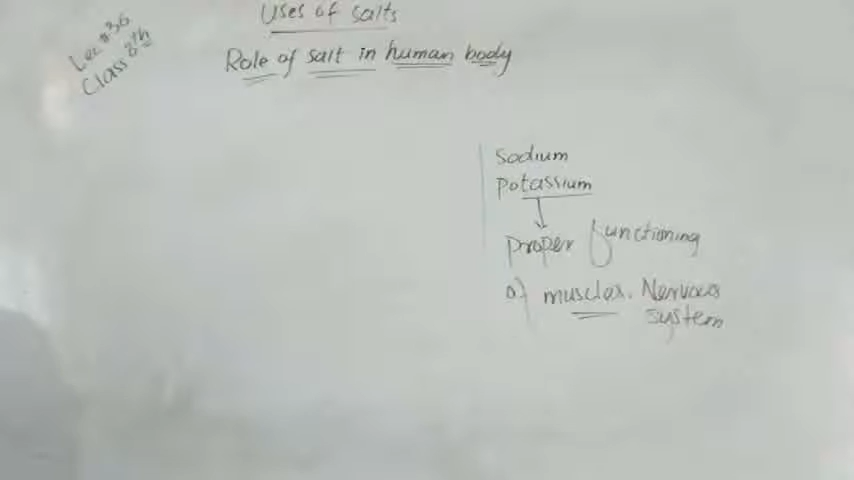 Lec #36
Class 8th
Uses of salts
Role of salt in human body
sodium
potassium
proper functioning
of muscles. Nervous
system